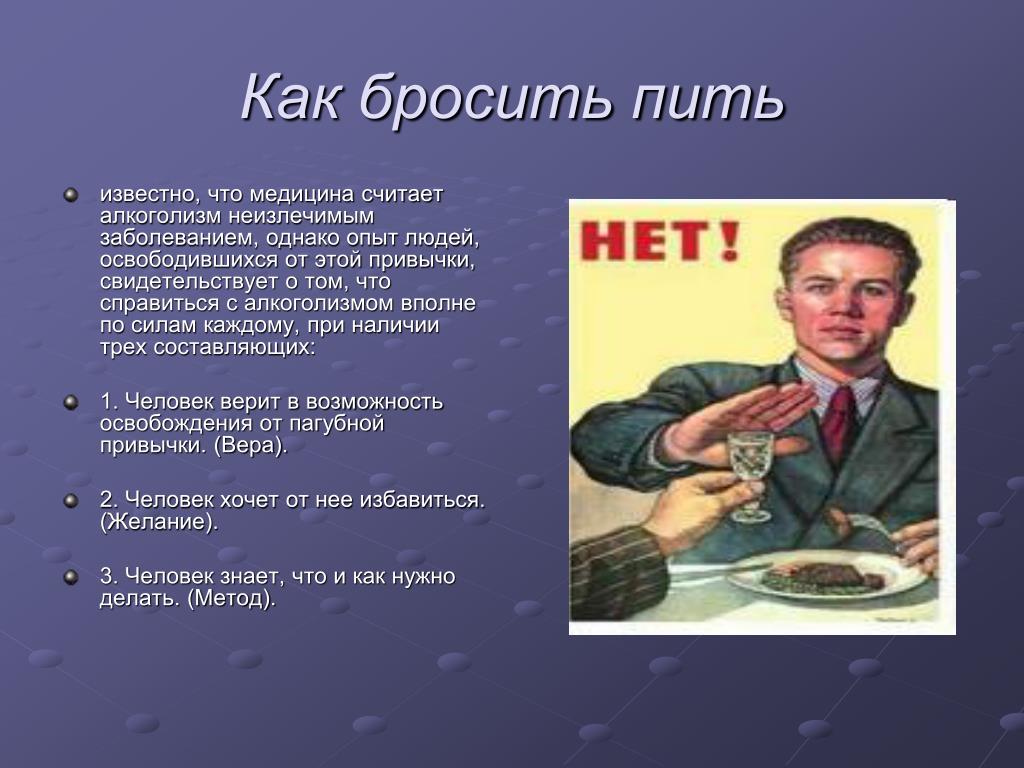 Как бросить пить
известно, что медицина считает
алкоголизм неизлечимым
заболеванием, однако опыт людей,
освободившихся от этой привычки,
свидетельствует о том, что
справиться с алкоголизмом вполне
по силам каждому, при наличии
трех составляющих:
1. Человек верит в возможность
освобождения от пагубной
привычки. (Вера).
2. Человек хочет от нее избавиться.
(Желание).
3. Человек знает, что и как нужно
делать. (Метод).
НЕТ!